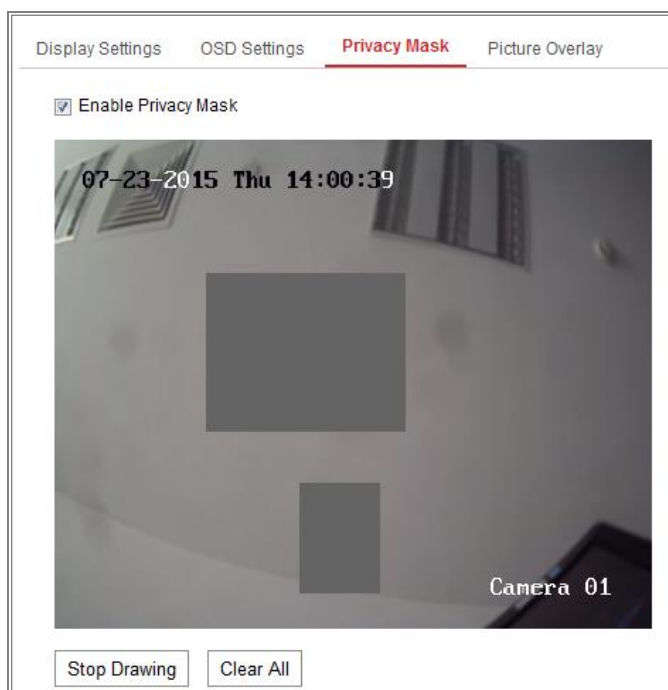 Display Settings OSD Settings Privacy Mask Picture Overlay
Enable Privacy Mask
07-23-2015 Thu 14:00:39
Camera 01
Stop Drawing Clear All